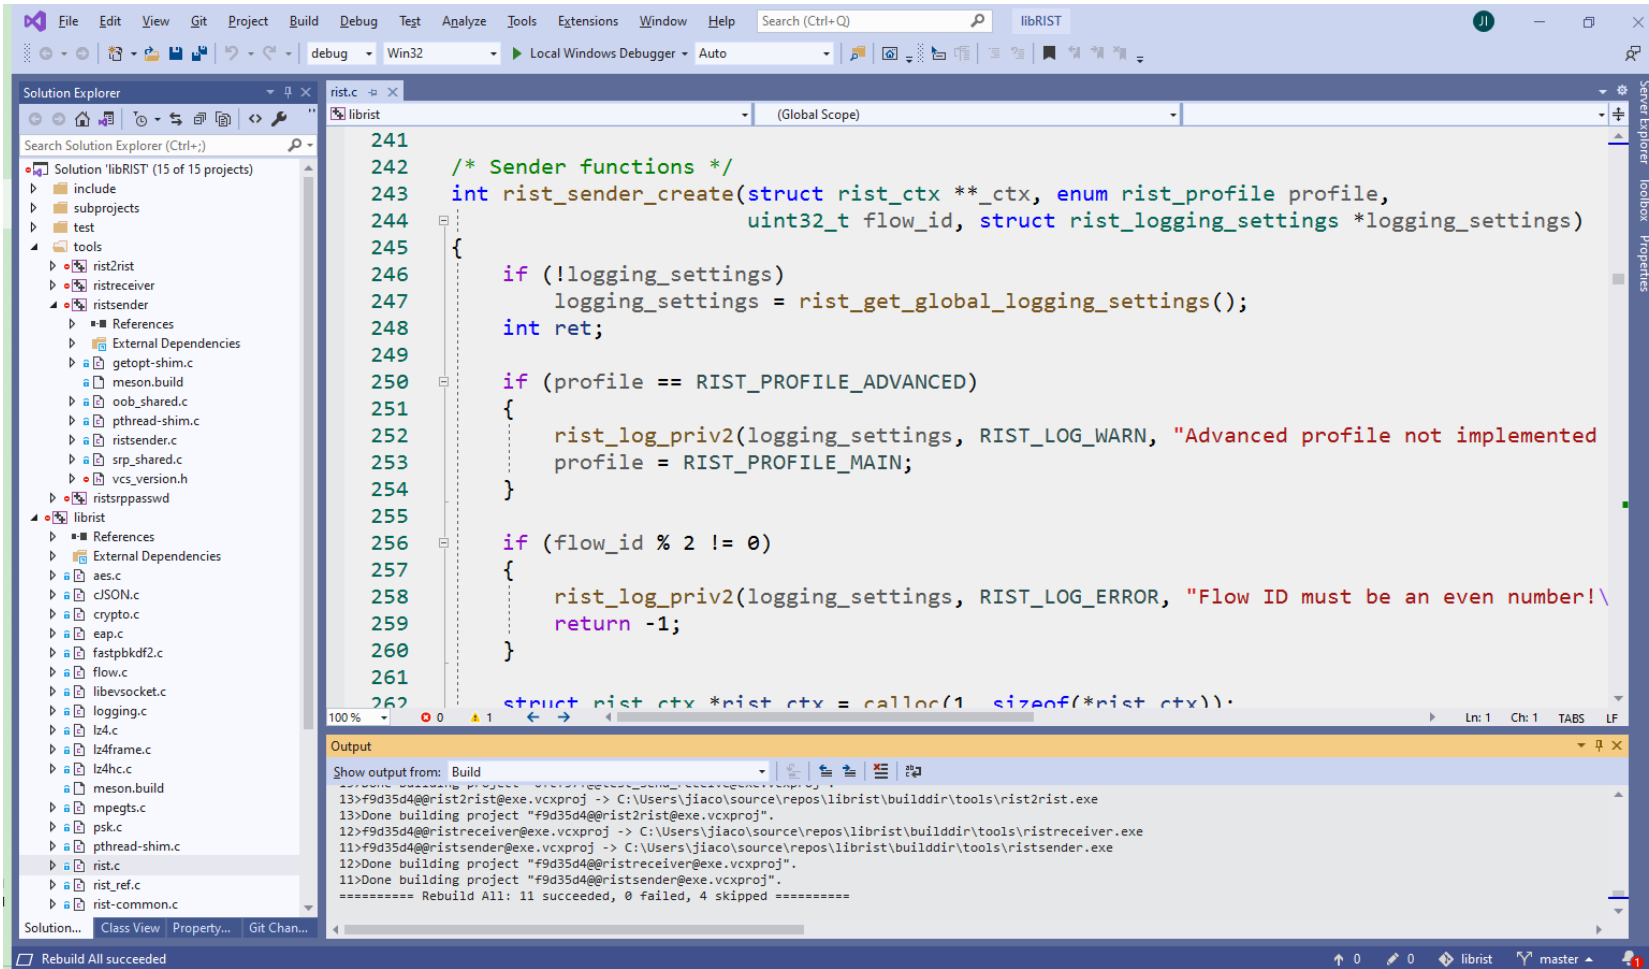 File Edit View Git Project Build Debug Test Analyze Tools Extensions Window Help Search (Ctrl+Q) libRIST JI
debug Win32 Local Windows Debugger Auto
Solution Explorer
Search Solution Explorer (Ctrl+;)
Solution 'libRIST' (15 of 15 projects)
include
subprojects
test
tools
rist2rist
ristreceiver
ristsender
References
External Dependencies
getopt-shim.c
meson.build
oob_shared.c
pthread-shim.c
ristsender.c
srp_shared.c
vcs_version.h
ristsrppasswd
librist
References
External Dependencies
aes.c
cJSON.c
crypto.c
eap.c
fastpbkdf2.c
flow.c
libevsocket.c
logging.c
lz4.c
lz4frame.c
lz4hc.c
meson.build
mpegts.c
psk.c
pthread-shim.c
rist.c
rist_ref.c
rist-common.c
Solution... Class View Property... Git Chan...
rist.c
librist (Global Scope)
241
242 /* Sender functions */
243 int rist_sender_create(struct rist_ctx **_ctx, enum rist_profile profile,
244 uint32_t flow_id, struct rist_logging_settings *logging_settings)
245 {
246 if (!logging_settings)
247 logging_settings = rist_get_global_logging_settings();
248 int ret;
249
250 if (profile == RIST_PROFILE_ADVANCED)
251 {
252 rist_log_priv2(logging_settings, RIST_LOG_WARN, "Advanced profile not implemented
253 profile = RIST_PROFILE_MAIN;
254 }
255
256 if (flow_id % 2 != 0)
257 {
258 rist_log_priv2(logging_settings, RIST_LOG_ERROR, "Flow ID must be an even number!\
259 return -1;
260 }
261
262 struct rist_ctx *rist_ctx = calloc(1, sizeof(*rist_ctx));
100 % 0 1 Ln: 1 Ch: 1 TABS LF
Output
Show output from: Build
13>f9d35d4@@rist2rist@exe.vcxproj -> C:\Users\jiaco\source\repos\librist\builddir\tools\rist2rist.exe
13>Done building project "f9d35d4@@rist2rist@exe.vcxproj".
12>f9d35d4@@ristreceiver@exe.vcxproj -> C:\Users\jiaco\source\repos\librist\builddir\tools\ristreceiver.exe
11>f9d35d4@@ristsender@exe.vcxproj -> C:\Users\jiaco\source\repos\librist\builddir\tools\ristsender.exe
12>Done building project "f9d35d4@@ristreceiver@exe.vcxproj".
11>Done building project "f9d35d4@@ristsender@exe.vcxproj".
========== Rebuild All: 11 succeeded, 0 failed, 4 skipped ==========
Server Explorer
Toolbox
Properties
Rebuild All succeeded 0 0 librist master 1